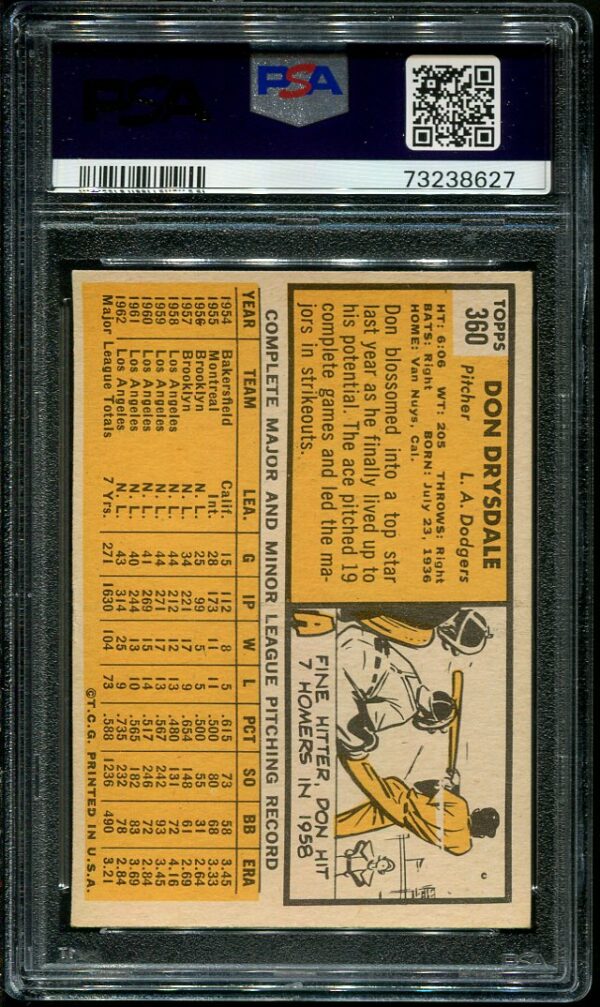 PSA
PSA
73238627
TOPPS
360
DON DRYSDALE
Pitcher L. A. Dodgers
HT: 6:06 WT: 205 THROWS: Right
BATS: Right BORN: July 23, 1936
HOME: Van Nuys, Cal.
Don blossomed into a top star
last year as he finally lived up to
his potential. The ace pitched 19
complete games and led the ma-
jors in strikeouts.
FINE HITTER, DON HIT
7 HOMERS IN 1958
COMPLETE MAJOR AND MINOR LEAGUE PITCHING RECORD
YEAR TEAM LEA. G IP W L PCT SO BB ERA
1954 Bakersfield Calif. 15 112 8 5 .615 73 58 3.45
1955 Montreal Int. 28 173 11 11 .500 80 68 3.33
1956 Brooklyn N. L. 25 99 5 5 .500 55 31 2.64
1957 Brooklyn N. L. 34 221 17 9 .654 148 61 2.69
1958 Los Angeles N. L. 44 212 12 13 .480 131 72 4.16
1959 Los Angeles N. L. 44 271 17 13 .567 242 93 3.45
1960 Los Angeles N. L. 41 269 15 14 .517 246 72 2.84
1961 Los Angeles N. L. 40 244 13 10 .565 182 83 3.69
1962 Los Angeles N. L. 43 314 25 9 .735 232 78 2.84
Major League Totals 7 Yrs. 271 1630 104 73 .588 1236 490 3.21
©T.C.G. PRINTED IN U.S.A.
PSA